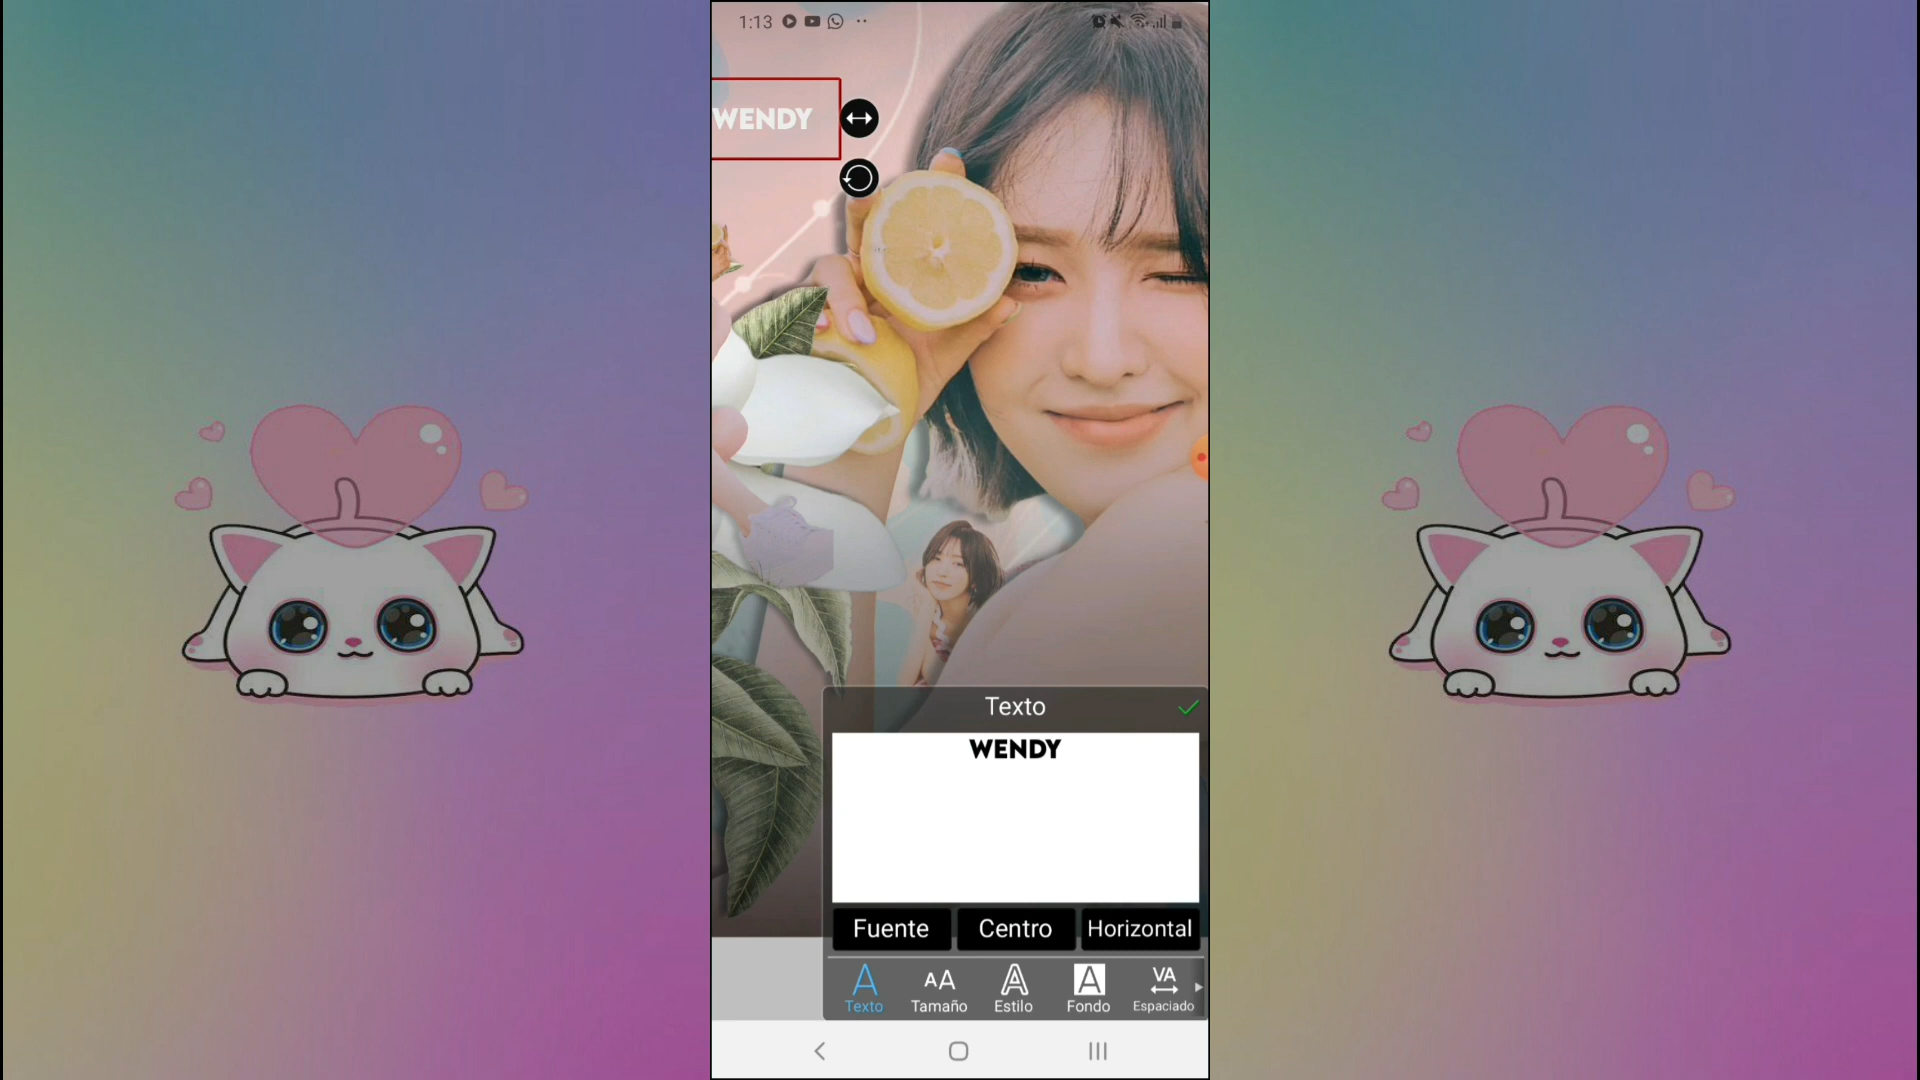 1:13
WENDY
Texto
WENDY
Fuente Centro Horizontal
AA VA
Texto Tamaño Estilo Fondo Espaciado